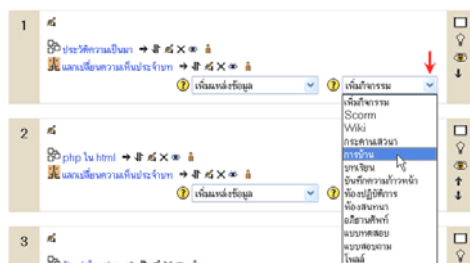 1
ประวัติความเป็นมา
แลกเปลี่ยนความเห็นประจำบท
เพิ่มแหล่งข้อมูล
เพิ่มกิจกรรม
เพิ่มกิจกรรม
Scorm
Wiki
กระดานเสวนา
การบ้าน
บทเรียน
บันทึกความก้าวหน้า
ห้องปฏิบัติการ
ห้องสนทนา
อภิธานศัพท์
แบบทดสอบ
แบบสอบถาม
โพลล์
2
php ใน html
แลกเปลี่ยนความเห็นประจำบท
เพิ่มแหล่งข้อมูล
3